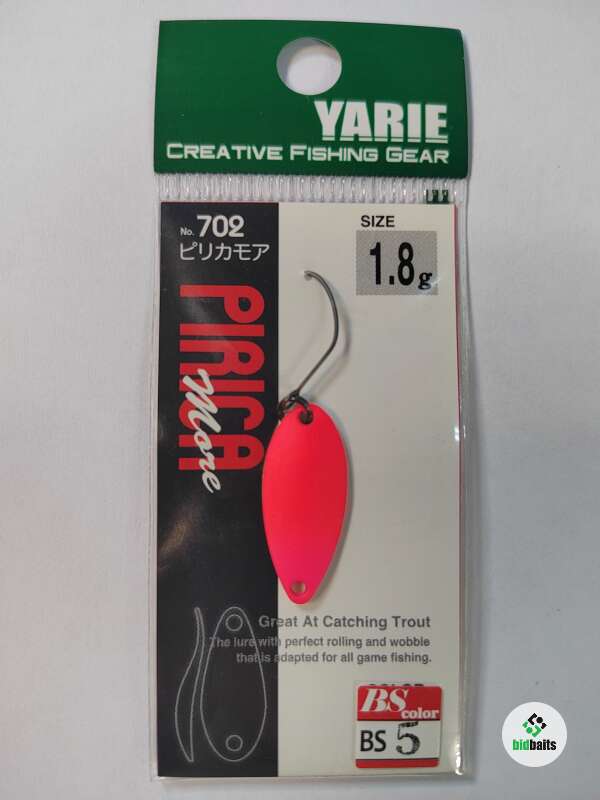 YARIE
CREATIVE FISHING GEAR
No. 702
ピリカモア
SIZE
1.8g
PIRICA
More
Great At Catching Trout
The lure with perfect rolling and wobble
that is adapted for all game fishing.
BS
color
BS 5
bidbaits